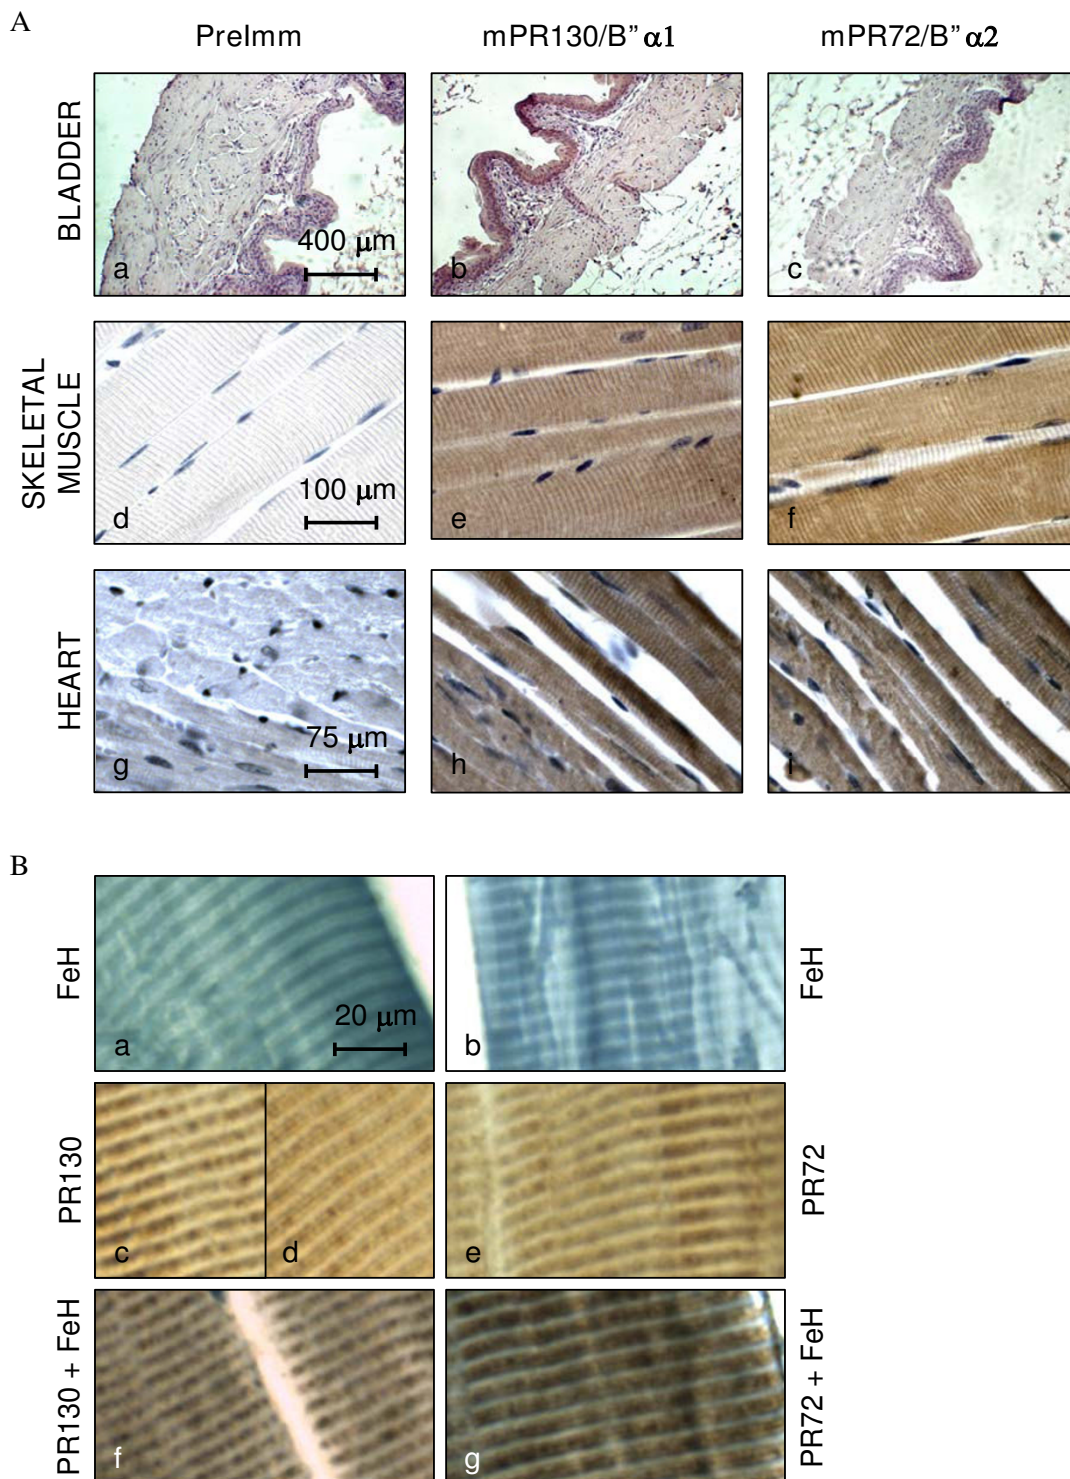 A
PreImm mPR130/B” α1 mPR72/B” α2
BLADDER
400 µm
a b c
SKELETAL
MUSCLE
100 µm
d e f
HEART
75 µm
g h i
B
FeH
20 µm
a b
FeH
PR130
c d e
PR72
PR130 + FeH
f g
PR72 + FeH